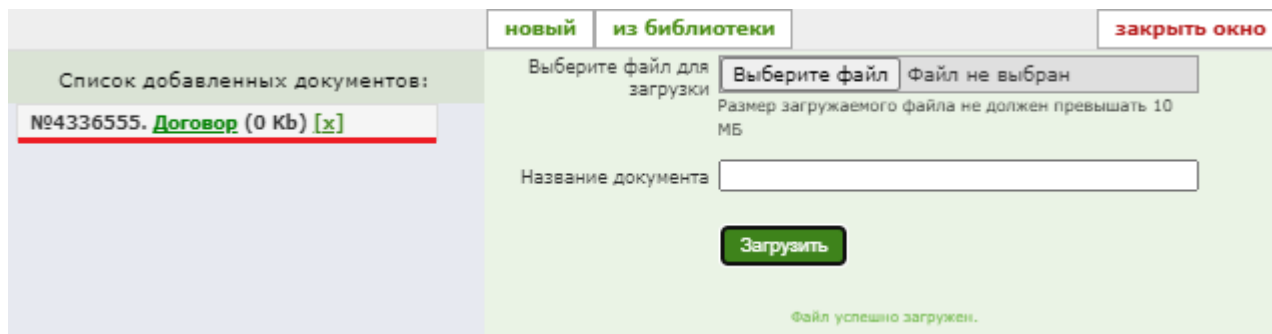 новый из библиотеки закрыть окно
Список добавленных документов:
№4336555. Договор (0 Kb) [x]
Выберите файл для
загрузки
Выберите файл Файл не выбран
Размер загружаемого файла не должен превышать 10
МБ
Название документа
Загрузить
Файл успешно загружен.